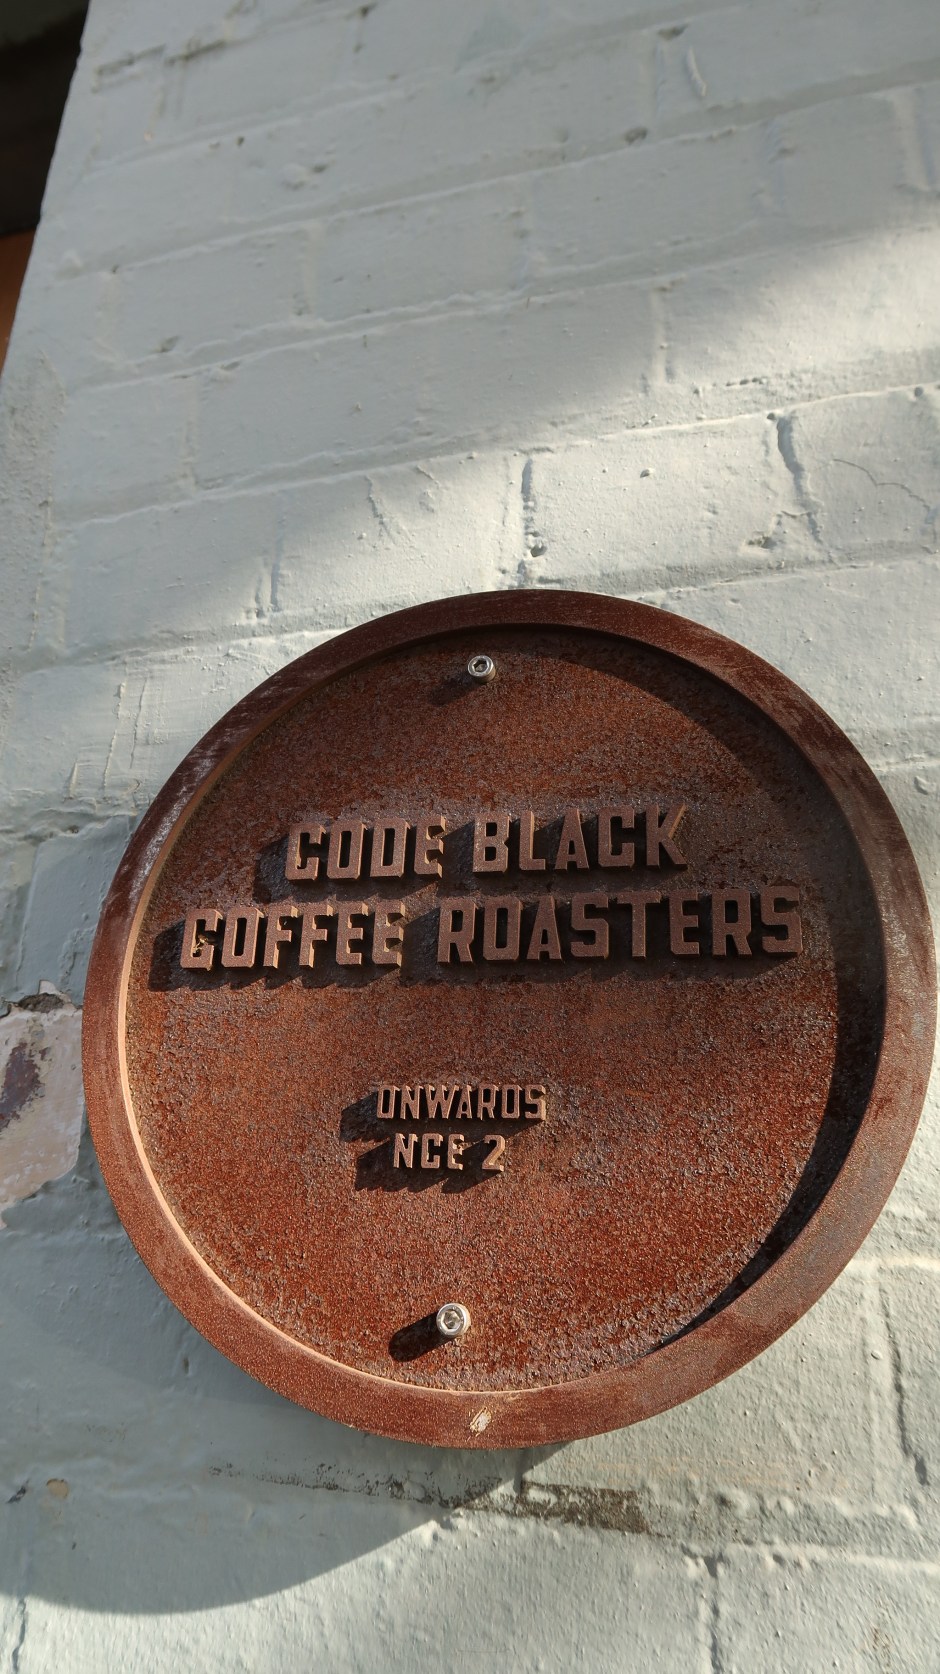 CODE BLACK
COFFEE ROASTERS
ONWARDS
NCE 2